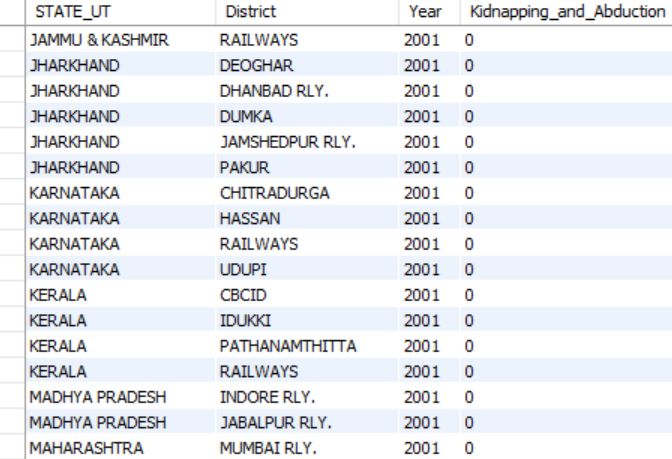 STATE_UT District Year Kidnapping_and_Abduction
JAMMU & KASHMIR RAILWAYS 2001 0
JHARKHAND DEOGHAR 2001 0
JHARKHAND DHANBAD RLY. 2001 0
JHARKHAND DUMKA 2001 0
JHARKHAND JAMSHEDPUR RLY. 2001 0
JHARKHAND PAKUR 2001 0
KARNATAKA CHITRADURGA 2001 0
KARNATAKA HASSAN 2001 0
KARNATAKA RAILWAYS 2001 0
KARNATAKA UDUPI 2001 0
KERALA CBCID 2001 0
KERALA IDUKKI 2001 0
KERALA PATHANAMTHITTA 2001 0
KERALA RAILWAYS 2001 0
MADHYA PRADESH INDORE RLY. 2001 0
MADHYA PRADESH JABALPUR RLY. 2001 0
MAHARASHTRA MUMBAI RLY. 2001 0